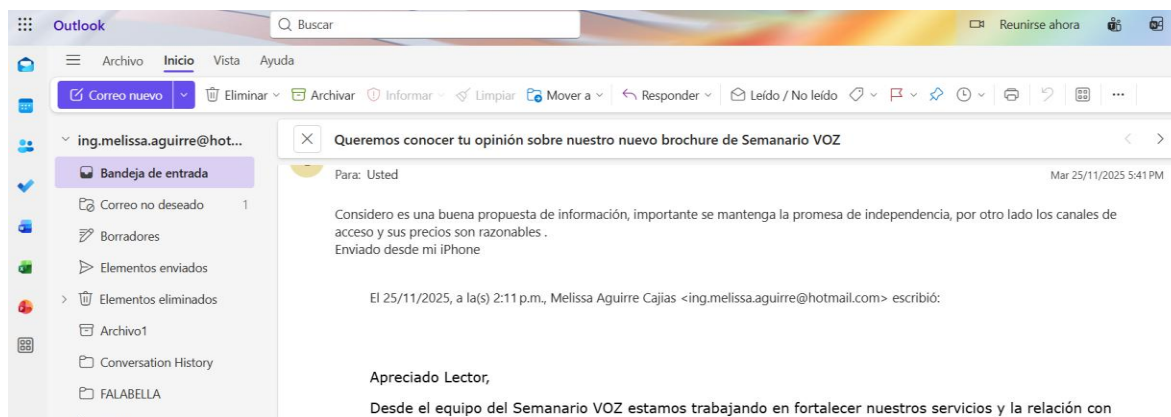 Outlook
Buscar
Reunirse ahora
Archivo Inicio Vista Ayuda
Correo nuevo Eliminar Archivar Informar Limpiar Mover a Responder Leído / No leído
ing.melissa.aguirre@hot...
Bandeja de entrada
Correo no deseado 1
Borradores
Elementos enviados
Elementos eliminados
Archivo1
Conversation History
FALABELLA
Queremos conocer tu opinión sobre nuestro nuevo brochure de Semanario VOZ
Para: Usted
Mar 25/11/2025 5:41 PM
Considero es una buena propuesta de información, importante se mantenga la promesa de independencia, por otro lado los canales de
acceso y sus precios son razonables .
Enviado desde mi iPhone
El 25/11/2025, a la(s) 2:11 p.m., Melissa Aguirre Cajias <ing.melissa.aguirre@hotmail.com> escribió:
Apreciado Lector,
Desde el equipo del Semanario VOZ estamos trabajando en fortalecer nuestros servicios y la relación con